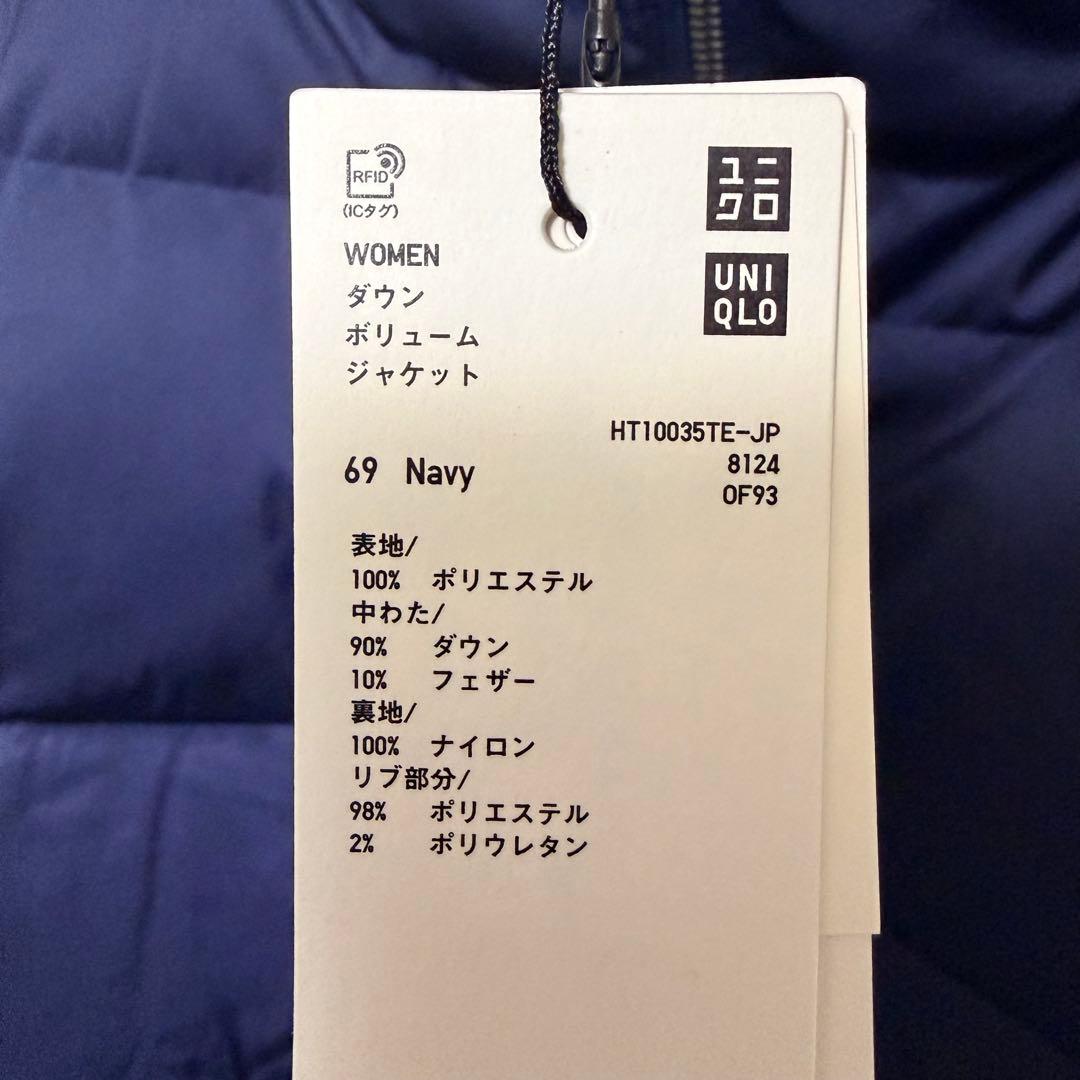 RFID
(ICタグ)
WOMEN
ダウン
ボリューム
ジャケット
ユニ
クロ
UNI
QLO
HT10035TE-JP
8124
0F93
69 Navy
表地/
100% ポリエステル
中わた/
90% ダウン
10% フェザー
裏地/
100% ナイロン
リブ部分/
98% ポリエステル
2% ポリウレタン